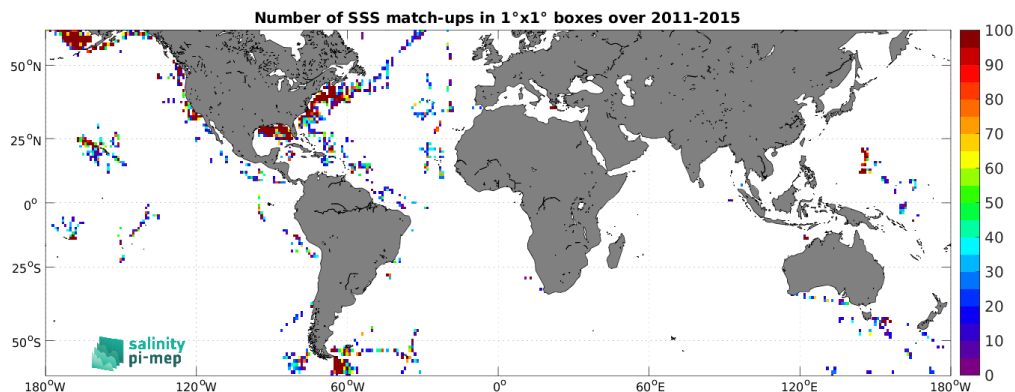 Number of SSS match-ups in 1°x1° boxes over 2011-2015
50°N
25°N
0°
25°S
50°S
180°W
120°W
60°W
0°
60°E
120°E
180°W
100
90
80
70
60
50
40
30
20
10
0
salinity
pi-mep